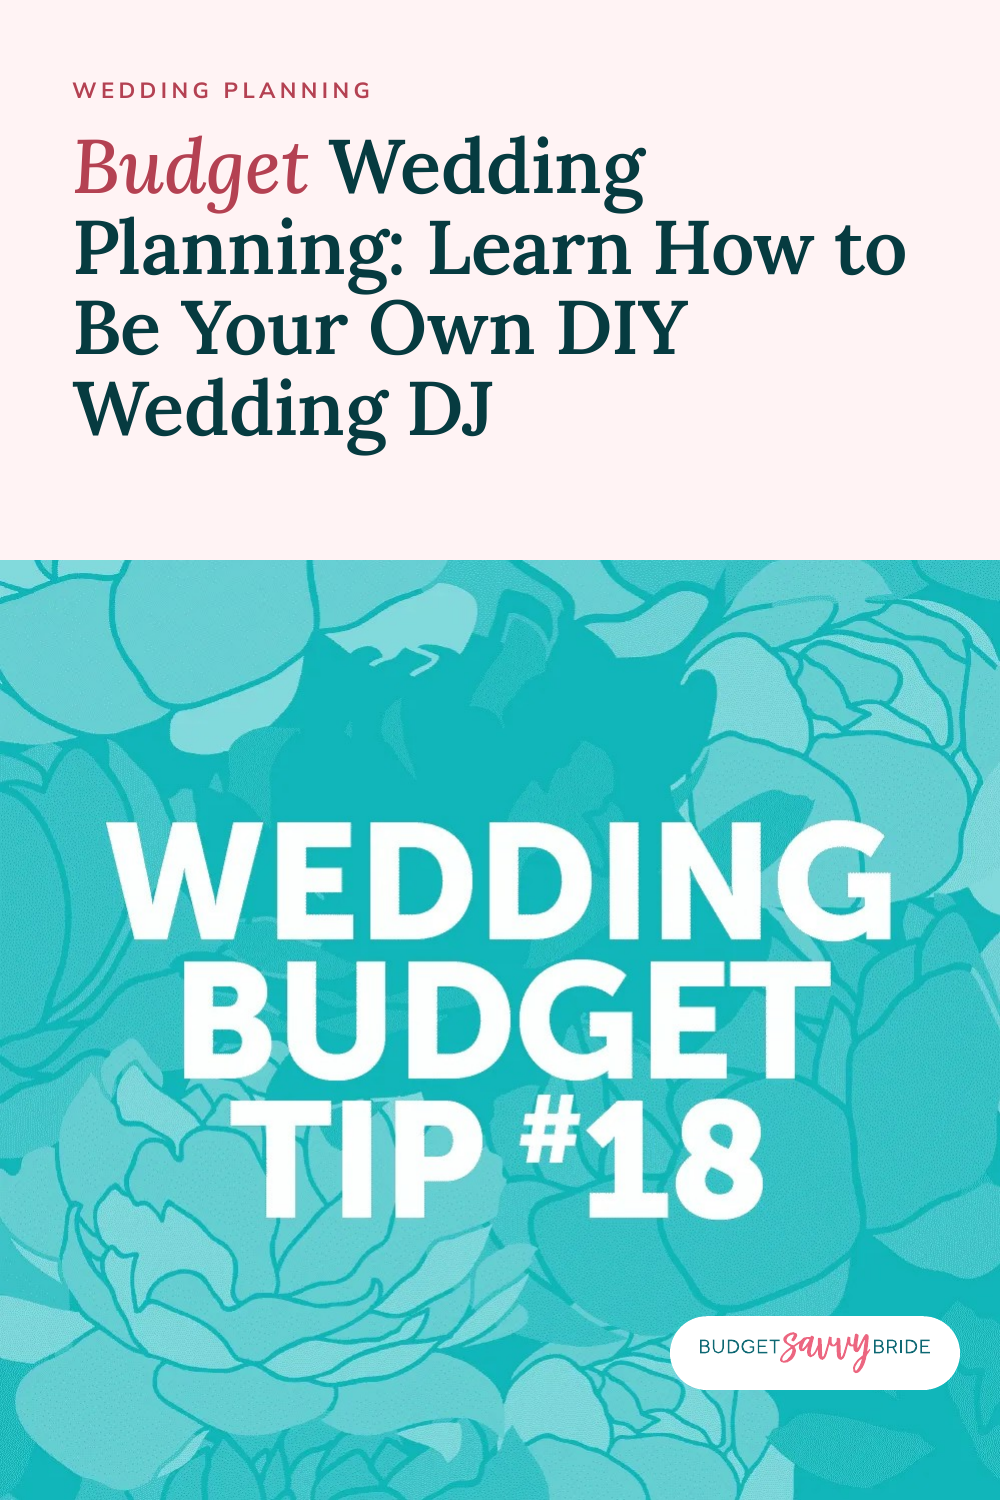 WEDDING PLANNING
Budget Wedding
Planning: Learn How to
Be Your Own DIY
Wedding DJ
WEDDING
BUDGET
TIP #18
BUDGET savvy BRIDE